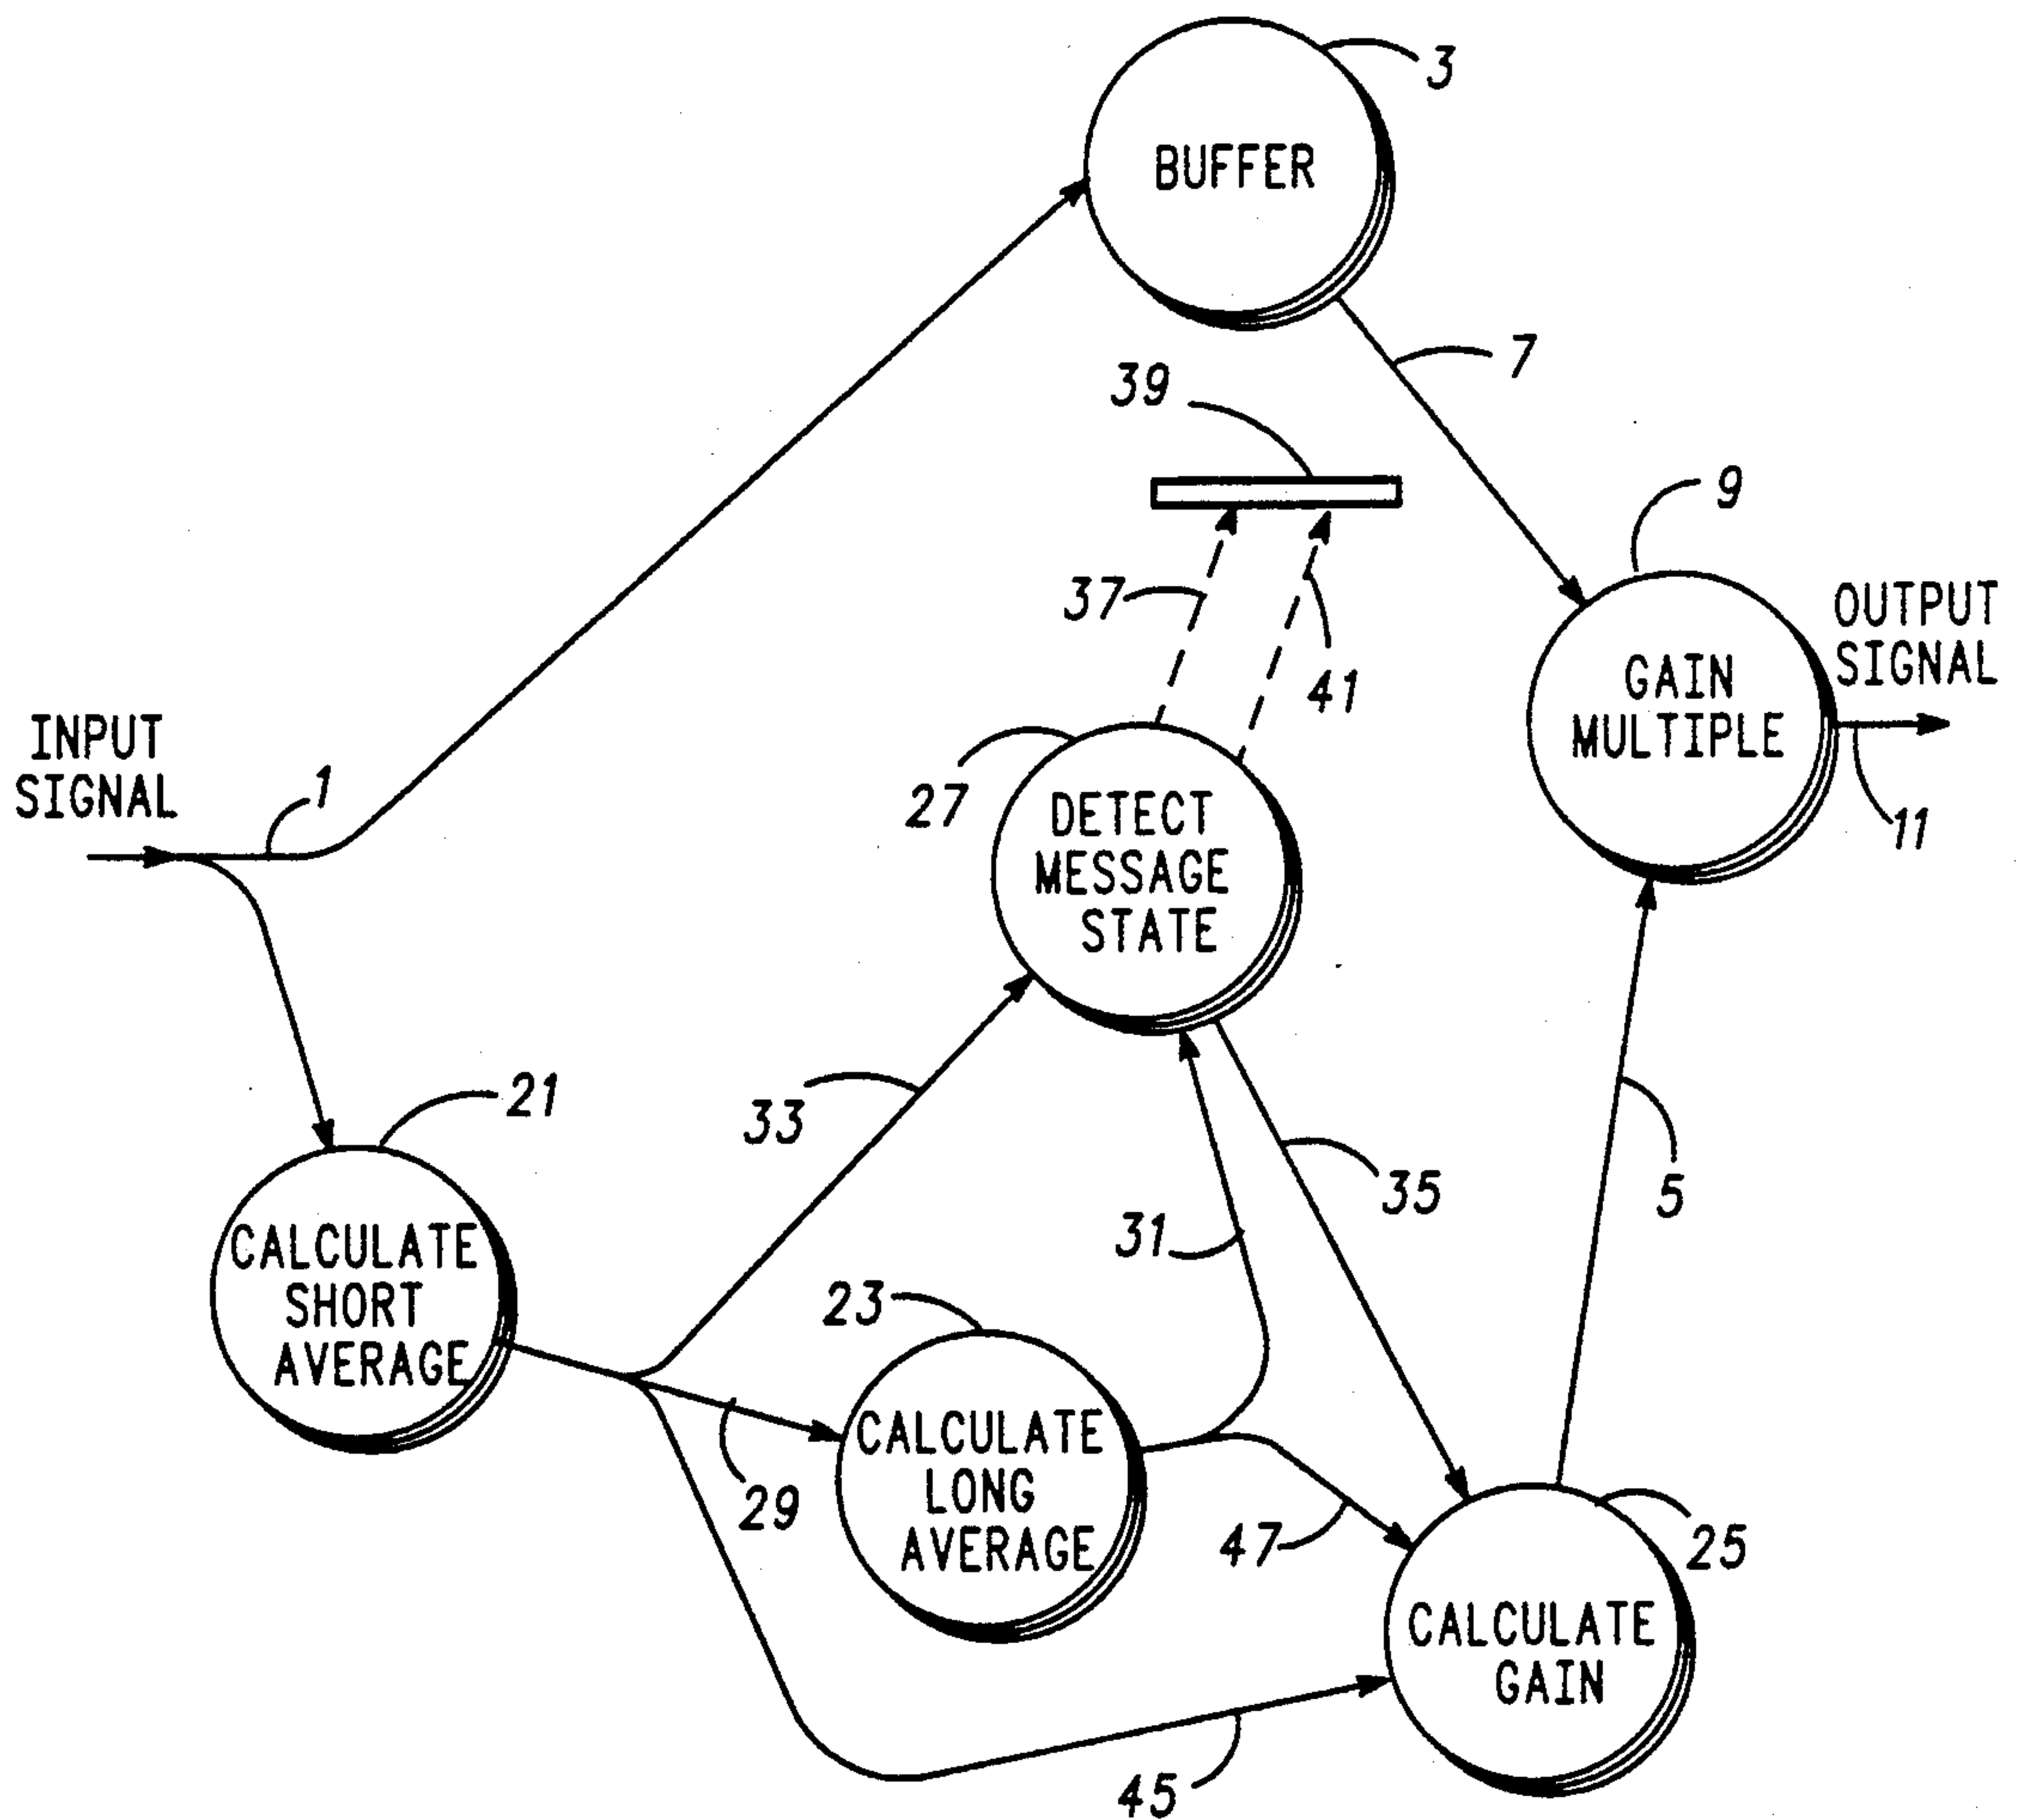 3
BUFFER
7
39
9
37
OUTPUT
SIGNAL
41
GAIN
MULTIPLE
INPUT
SIGNAL
1
27
DETECT
MESSAGE
STATE
11
21
33
35
5
31
CALCULATE
SHORT
AVERAGE
23
CALCULATE
LONG
AVERAGE
29
47
25
CALCULATE
GAIN
45